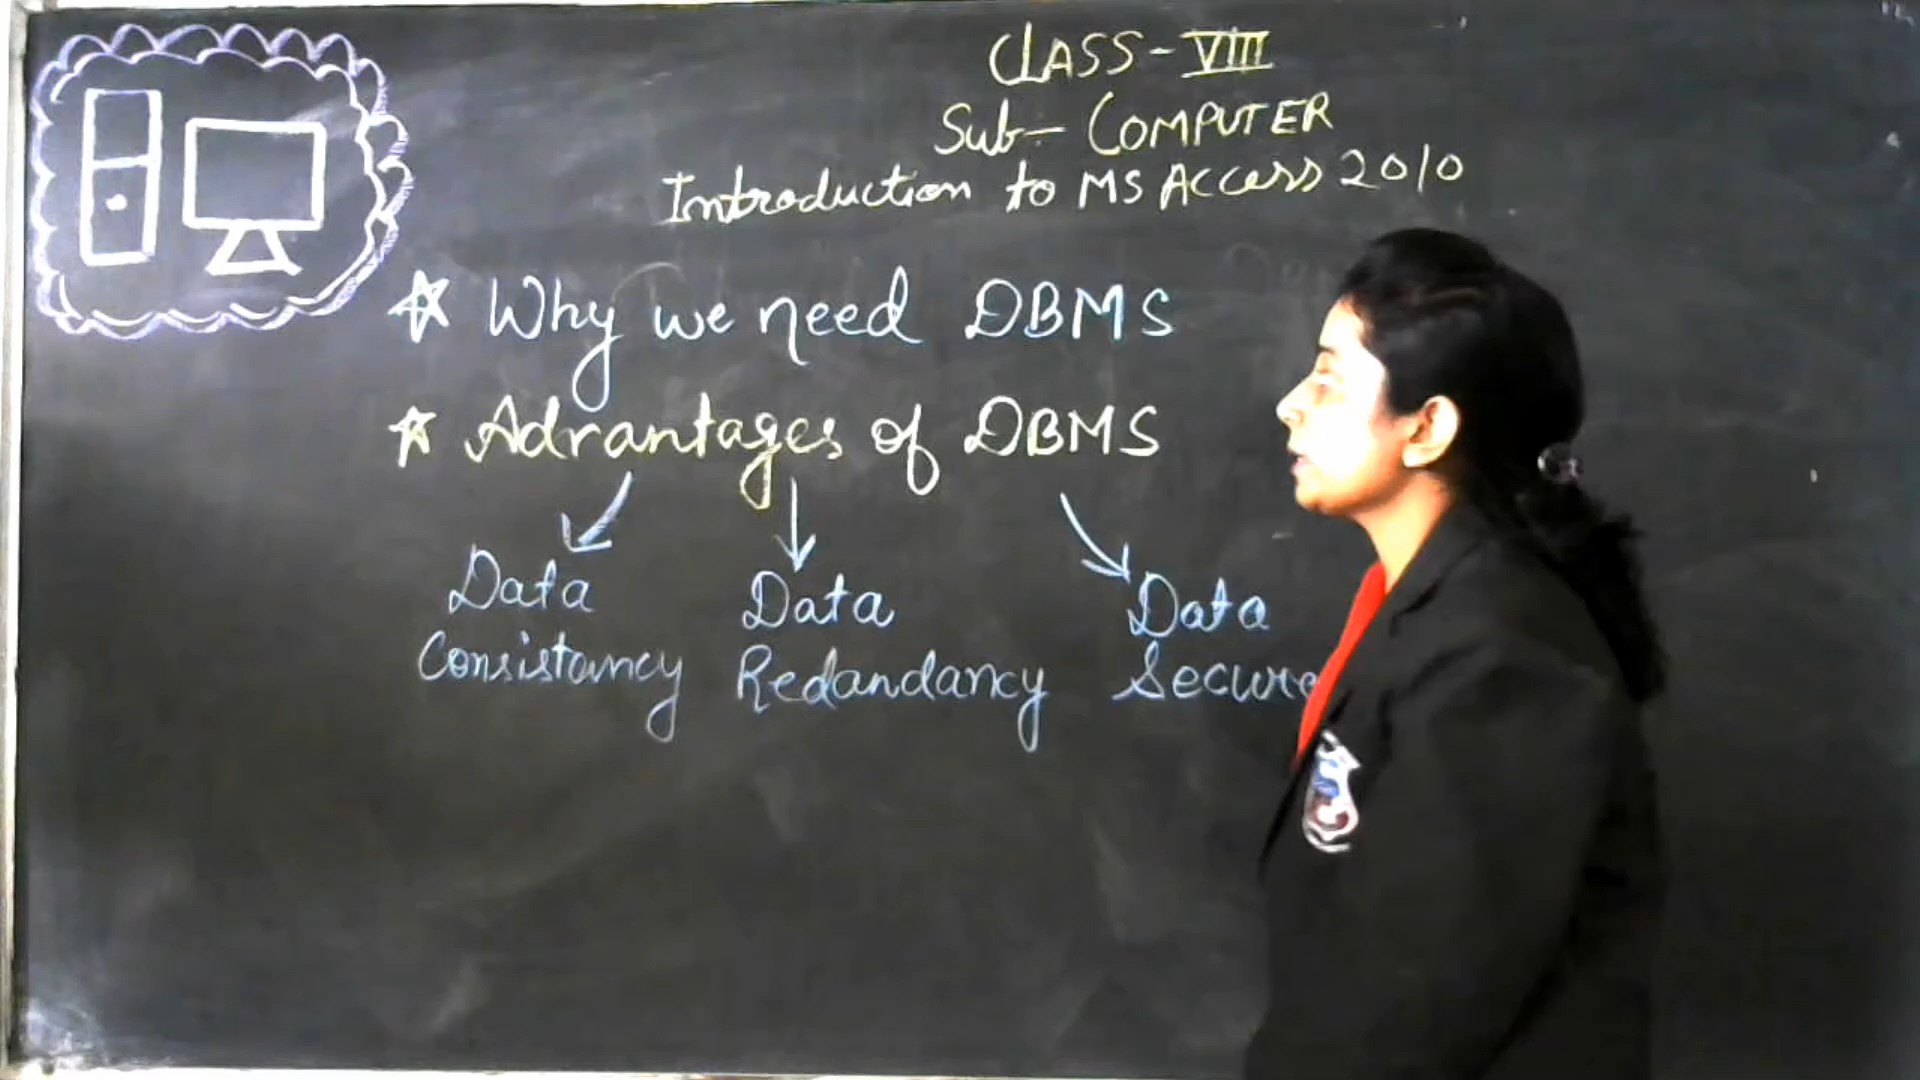 CLASS - VIII
Sub- COMPUTER
Introduction to MS Access 2010
Why we need DBMS
Advantages of DBMS
Data
Consistancy
Data
Redandancy
Data
Secure